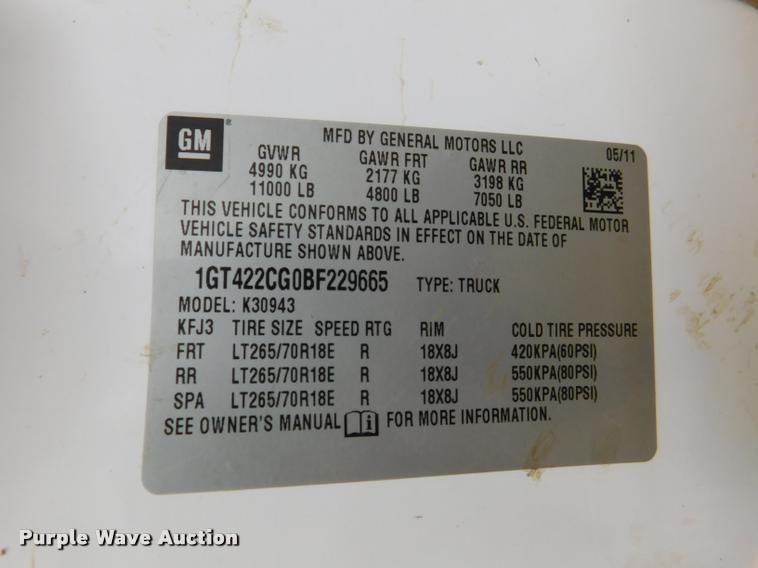 GM®
MFD BY GENERAL MOTORS LLC 05/11
GVWR GAWR FRT GAWR RR
4990 KG 2177 KG 3198 KG
11000 LB 4800 LB 7050 LB
THIS VEHICLE CONFORMS TO ALL APPLICABLE U.S. FEDERAL MOTOR
VEHICLE SAFETY STANDARDS IN EFFECT ON THE DATE OF
MANUFACTURE SHOWN ABOVE.
1GT422CG0BF229665 TYPE: TRUCK
MODEL: K30943
KFJ3 TIRE SIZE SPEED RTG RIM COLD TIRE PRESSURE
FRT LT265/70R18E R 18X8J 420KPA(60PSI)
RR LT265/70R18E R 18X8J 550KPA(80PSI)
SPA LT265/70R18E R 18X8J 550KPA(80PSI)
SEE OWNER'S MANUAL i FOR MORE INFORMATION.
Purple Wave Auction